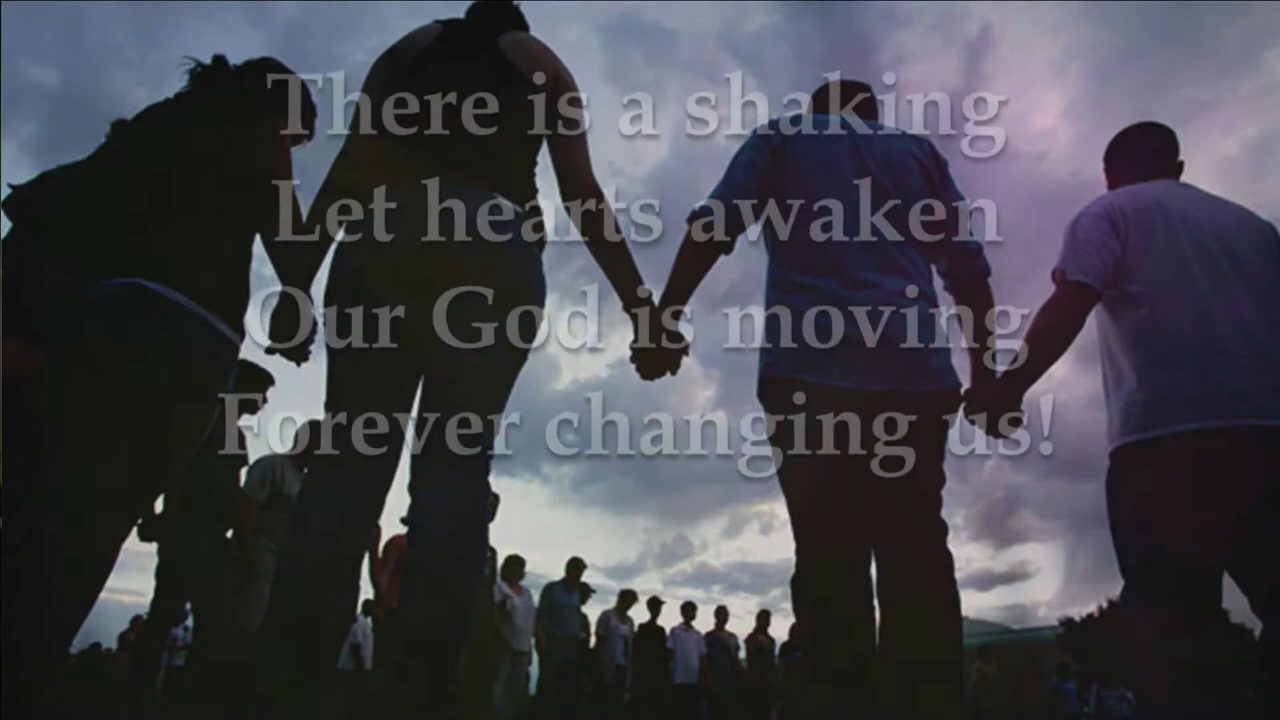 There is a shaking
Let hearts awaken
Our God is moving
Forever changing us!